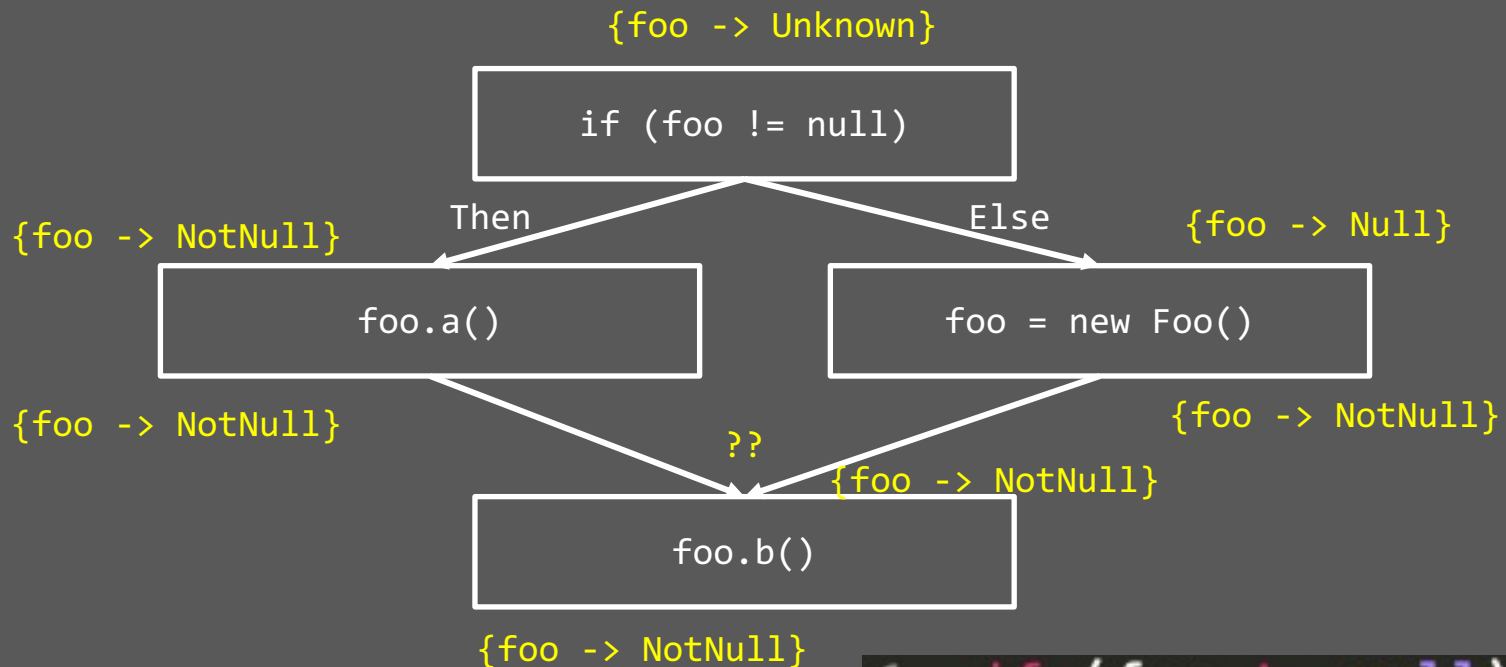 {foo -> Unknown}
if (foo != null)
Then
Else
{foo -> NotNull}
{foo -> Null}
foo.a()
foo = new Foo()
{foo -> NotNull}
{foo -> NotNull}
??
{foo -> NotNull}
foo.b()
{foo -> NotNull}